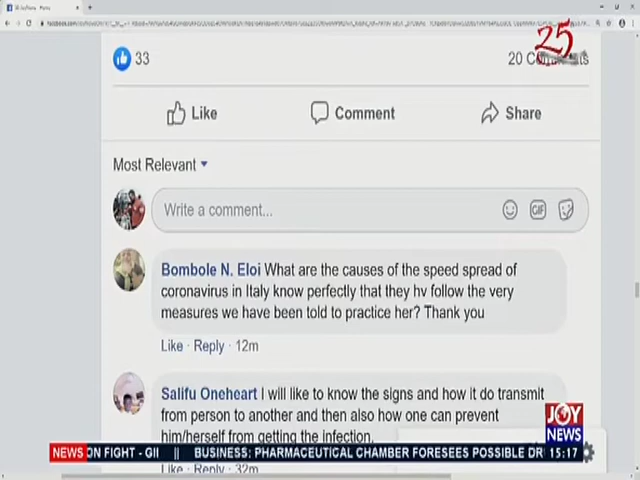 25
33
20
Like
Comment
Share
Most Relevant
Write a comment...
GIF
Bombole N. Eloi What are the causes of the speed spread of
coronavirus in Italy know perfectly that they hv follow the very
measures we have been told to practice her? Thank you
Like · Reply · 12m
Salifu Oneheart I will like to know the signs and how it do transmit
from person to another and then also how one can prevent
him/herself from getting the infection.
Like · Reply · 32m
JOY
NEWS
NEWS ON FIGHT - GII || BUSINESS: PHARMACEUTICAL CHAMBER FORESEES POSSIBLE DR 15:17